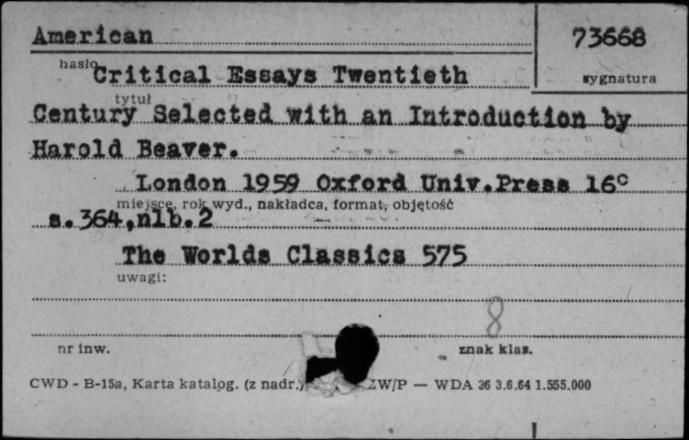 American 73668
hasło sygnatura
Critical Essays Twentieth
tytuł
Century Selected with an Introduction by
Harold Beaver.
London 1959 Oxford Univ.Press 16°
miejsce, rok wyd., nakładca, format, objętość
s.364,nlb.2
The Worlds Classics 575
uwagi:
8
nr inw. znak klas.
CWD - B-15a, Karta katalog. (z nadr.) ZW/P — WDA 36 3.6.64 1.555.000